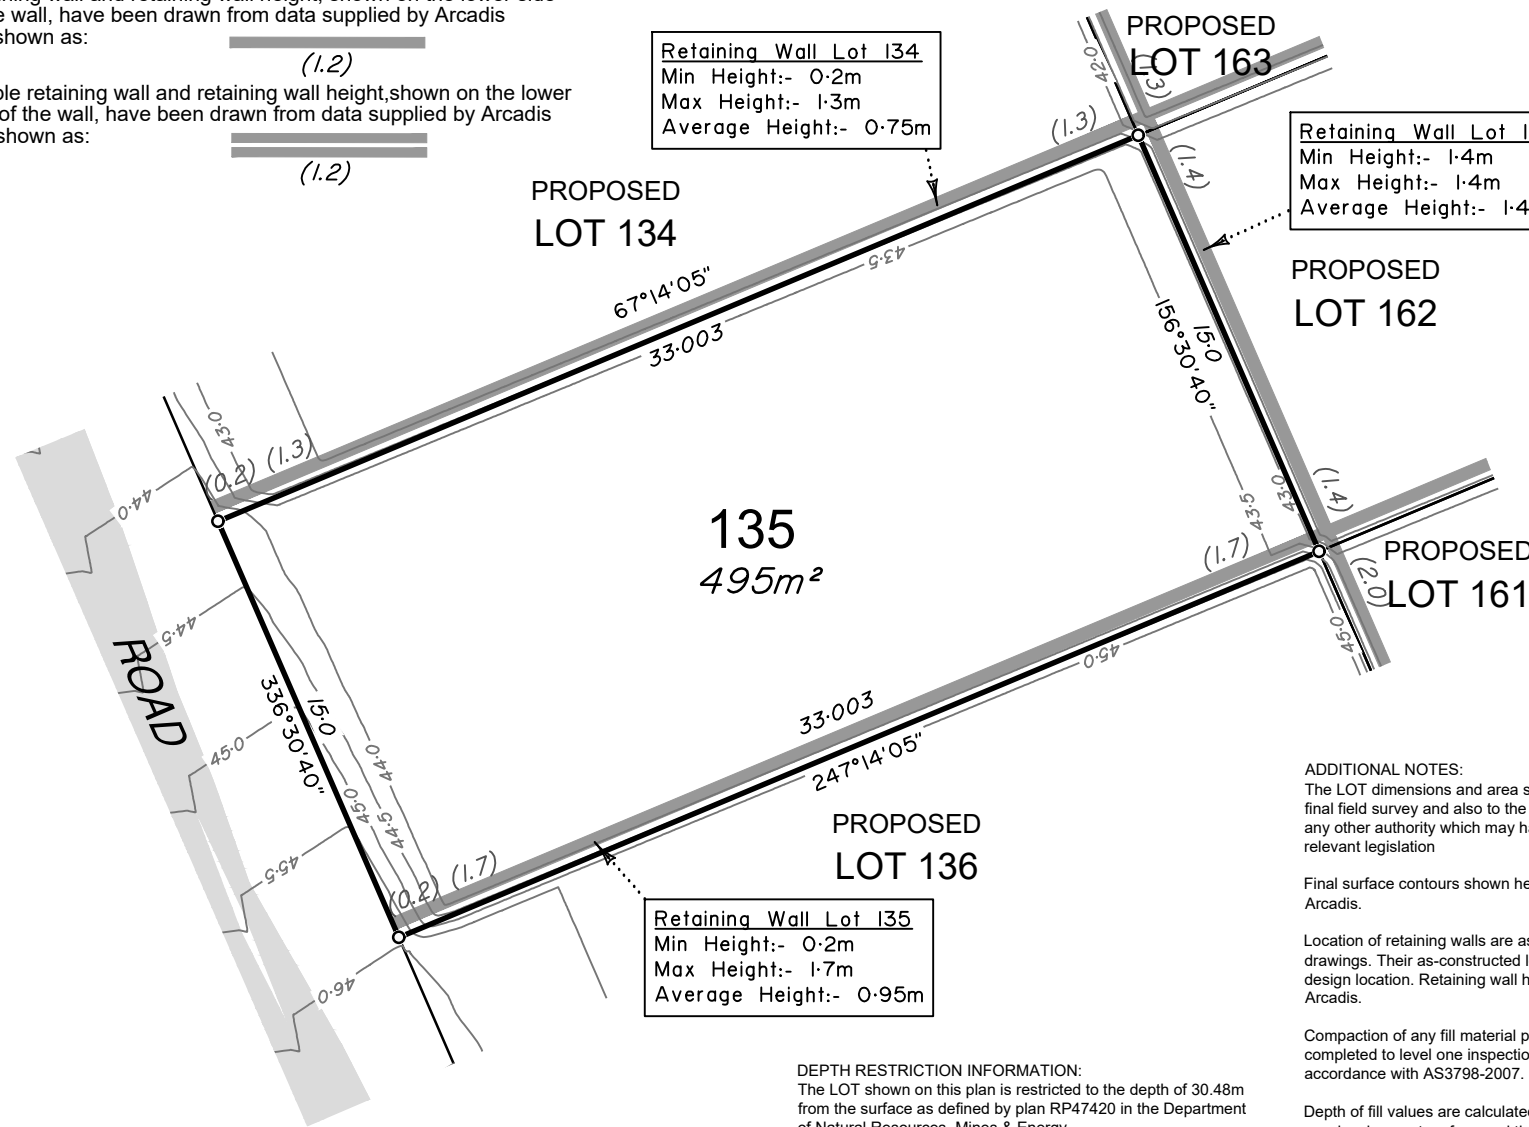 wall and retaining wall height, shown on the lower side
wall, have been drawn from data supplied by Arcadis
shown as:
(1.2)
retaining wall and retaining wall height,shown on the lower
of the wall, have been drawn from data supplied by Arcadis
shown as:
(1.2)
Retaining Wall Lot 134
Min Height:- 0·2m
Max Height:- 1·3m
Average Height:- 0·75m
PROPOSED
LOT 163
42·0
(1.3)
(1.3)
(1.4)
Retaining Wall Lot
Min Height:- 1·4m
Max Height:- 1·4m
Average Height:- 1·4
PROPOSED
LOT 134
PROPOSED
LOT 162
67°14'05"
33·003
43·5
156°30'40"
15·0
43·0
(0.2)
(1.3)
44·0
44·5
45·0
45·5
46·0
ROAD
135
495m²
43·5
43·0
(1.4)
(1.7)
(2.0)
45·0
PROPOSED
LOT 161
336°30'40"
15·0
44·0
44·5
45·0
33·003
247°14'05"
45·0
(0.2)
(1.7)
PROPOSED
LOT 136
Retaining Wall Lot 135
Min Height:- 0·2m
Max Height:- 1·7m
Average Height:- 0·95m
ADDITIONAL NOTES:
The LOT dimensions and area
final field survey and also to the
any other authority which may
relevant legislation
Final surface contours shown
Arcadis.
Location of retaining walls are
drawings. Their as-constructed
design location. Retaining wall
Arcadis.
Compaction of any fill material
completed to level one inspection
accordance with AS3798-2007.
Depth of fill values are calculated
DEPTH RESTRICTION INFORMATION:
The LOT shown on this plan is restricted to the depth of 30.48m
from the surface as defined by plan RP47420 in the Department
of Natural Resources, Mines & Energy